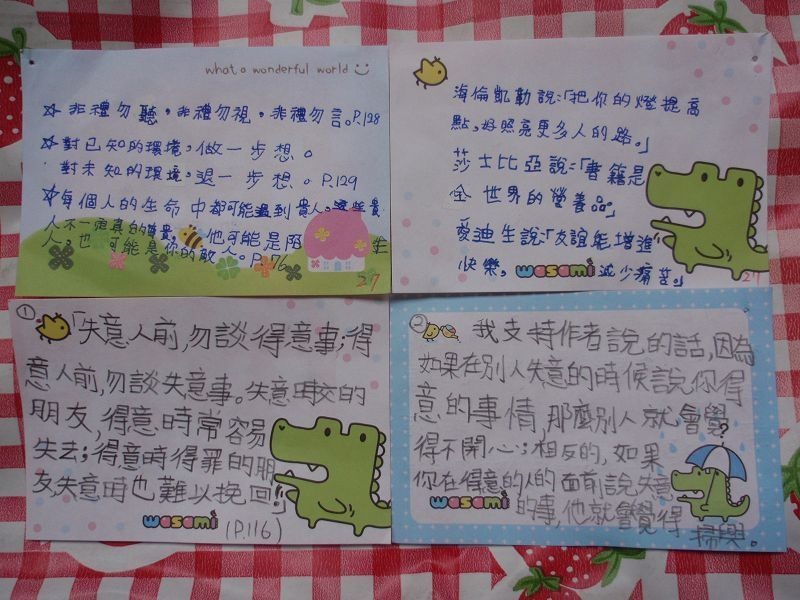 what a wonderful world
☆ 非禮勿聽，非禮勿視，非禮勿言。P.128
☆ 對已知的環境，做一步想。
對未知的環境，退一步想。P.129
☆ 每個人的生命中都可能遇到貴人。這些貴
人不一定真的尊貴，他可能是陌 生
人。也可能是你的敵人。P.76
27
海倫凱勒說：「把你的燈提高
點，好照亮更多人的路。」
莎士比亞說：「書籍是
全世界的營養品」
愛迪生說：「友誼能增進
快樂。 wasami 減少痛苦。」
27
①
「失意人前，勿談得意事；得
意人前，勿談失意事。失意時交的
朋友，得意時常容易
失去；得意時得罪的朋
友，失意時也難以挽回。」
wasami (P.116)
②
我支持作者說的話，因為
如果在別人失意的時候說你得
意的事情，那麼別人就會覺
得不開心；相反的，如果
你在得意的人的面前說失意
wasami 的事，他就會覺得
掃興。